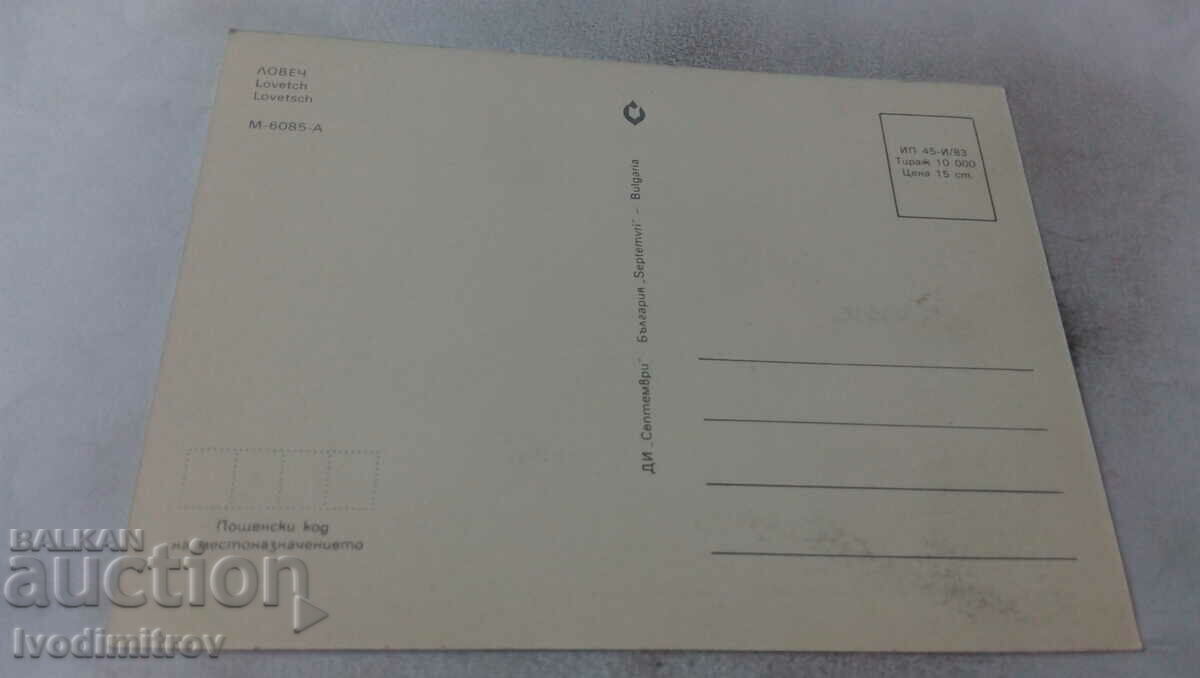 ЛОВЕЧ
Lovetch
Lovetsch
М-6085-А
ДИ „Септември" България „Septemvri" – Bulgaria
ИП 45-И/83
Тираж 10 000
Цена 15 ст.
Пощенски код
на местоназначението
BALKAN
auction
Ivodimitrov